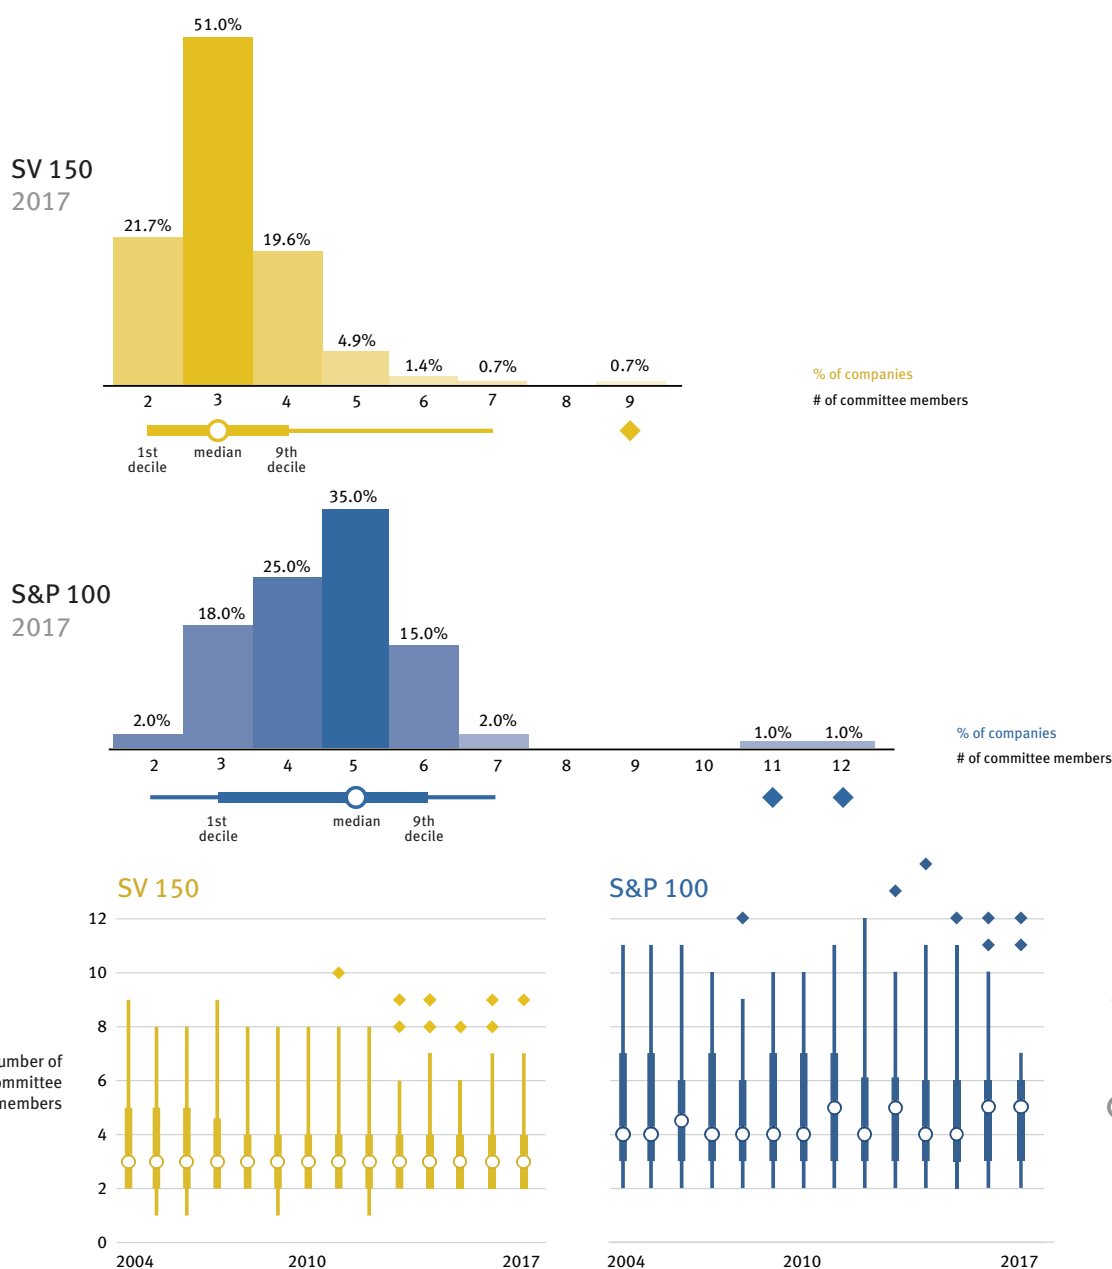 51.0%
SV 150
2017
21.7%
19.6%
4.9%
1.4%
0.7%
0.7%
% of companies
2 3 4 5 6 7 8 9
# of committee members
1st decile
median
9th decile
35.0%
S&P 100
2017
25.0%
18.0%
15.0%
2.0%
2.0%
1.0%
1.0%
% of companies
2 3 4 5 6 7 8 9 10 11 12
# of committee members
1st decile
median
9th decile
SV 150
S&P 100
12
10
8
6
4
2
0
umber of
ommittee
members
2004 2010 2017
2004 2010 2017